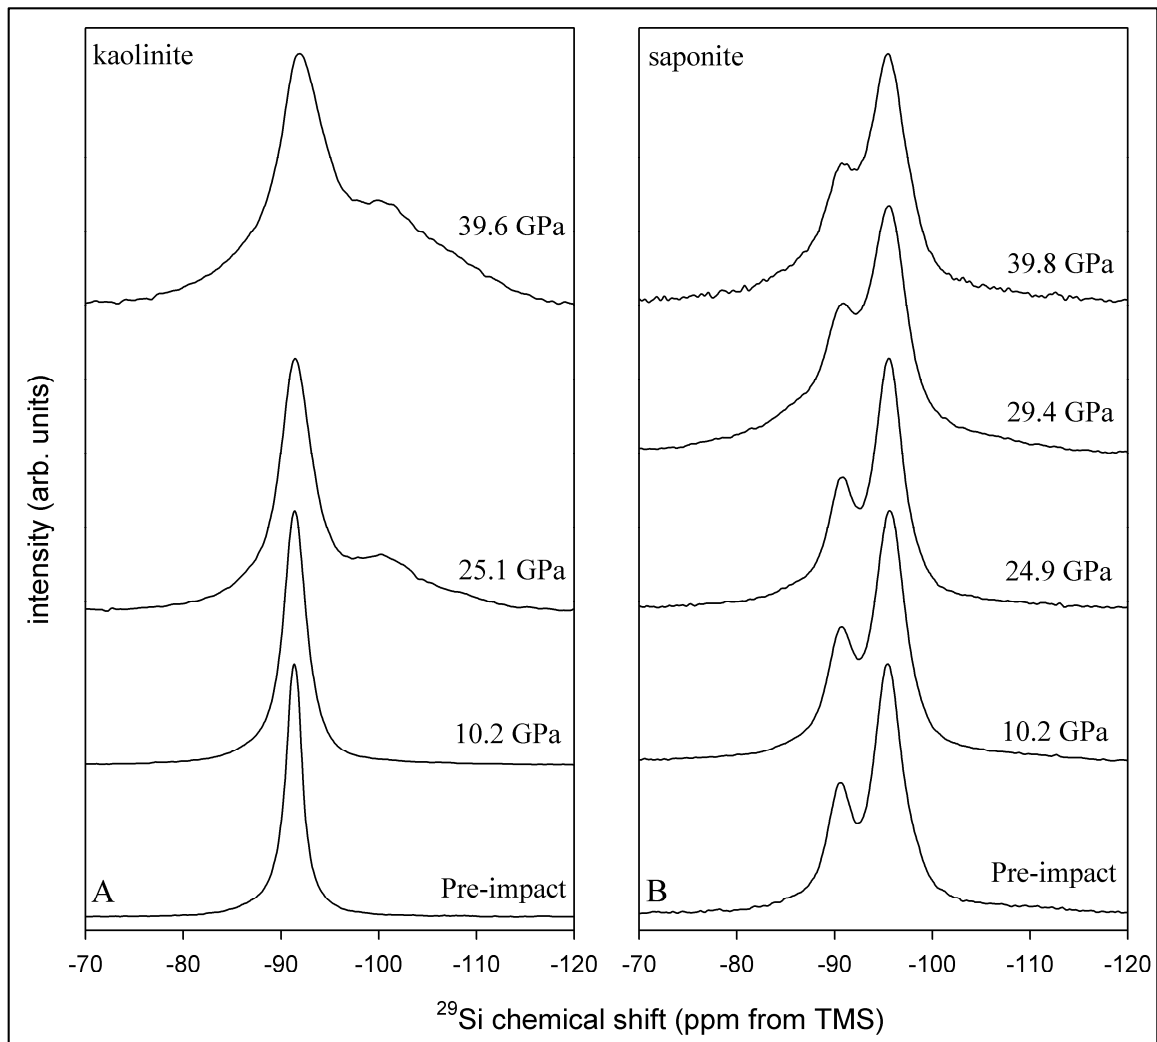 kaolinite
39.6 GPa
25.1 GPa
10.2 GPa
Pre-impact
A
saponite
39.8 GPa
29.4 GPa
24.9 GPa
10.2 GPa
Pre-impact
B
intensity (arb. units)
-70 -80 -90 -100 -110 -120
-70 -80 -90 -100 -110 -120
29Si chemical shift (ppm from TMS)